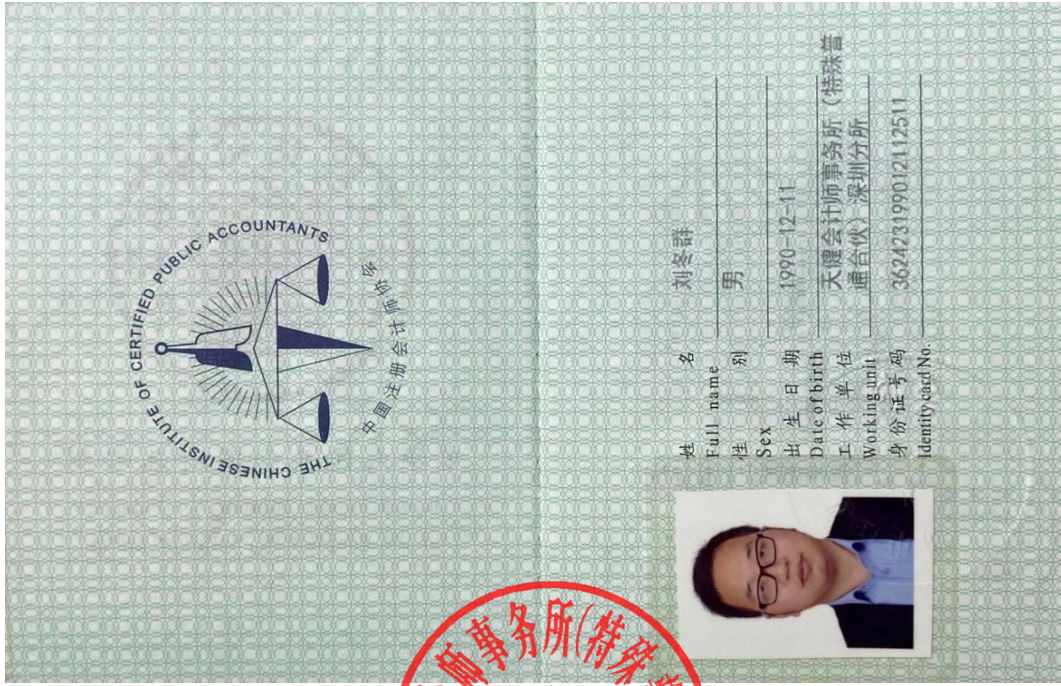 THE CHINESE INSTITUTE OF CERTIFIED PUBLIC ACCOUNTANTS
中国注册会计师协会
姓 名 刘冬群
Full name
性 别 男
Sex
出 生 日 期 1990-12-11
Date of birth
工 作 单 位 天健会计师事务所（特殊普
Working unit 通合伙）深圳分所
身份证号码 362423199012112511
Identity card No.
师事务所(特殊